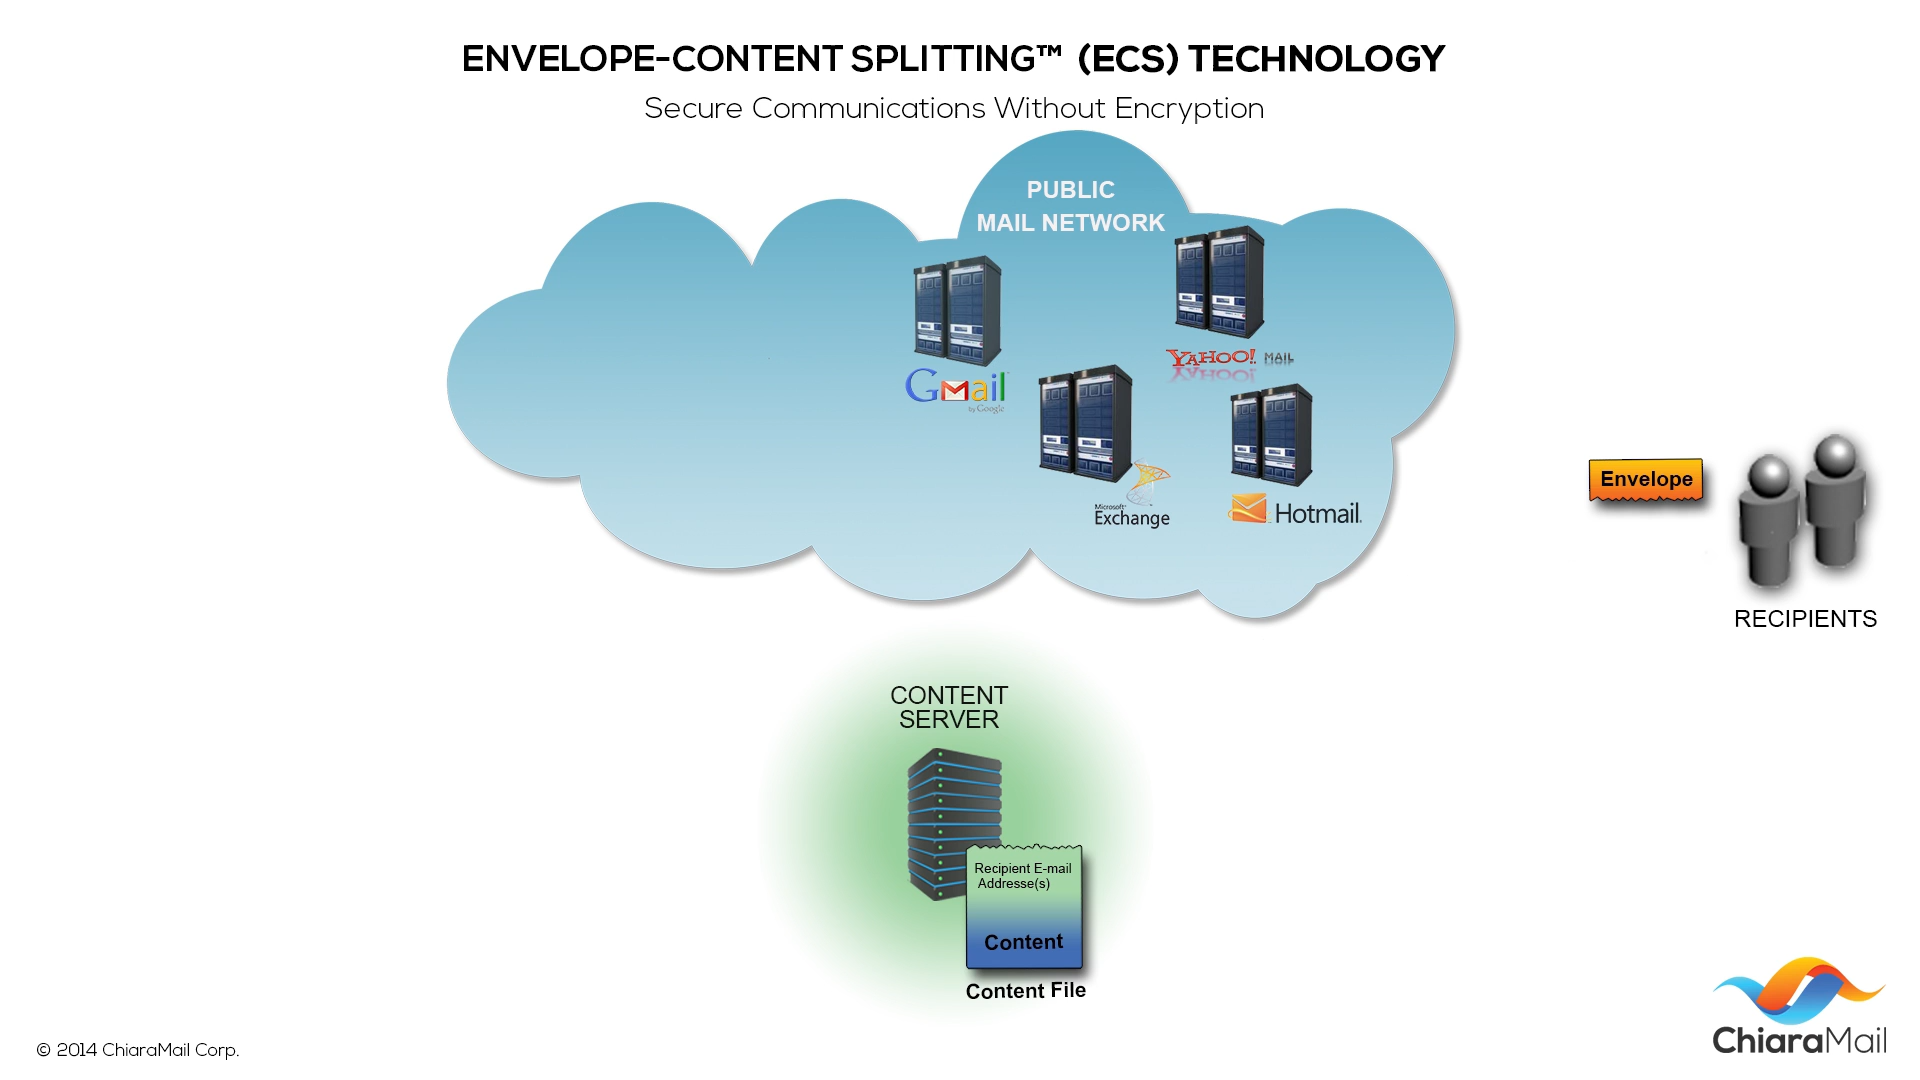 ENVELOPE-CONTENT SPLITTING™ (ECS) TECHNOLOGY
Secure Communications Without Encryption
PUBLIC
MAIL NETWORK
Gmail
by Google
YAHOO! MAIL
Microsoft
Exchange
Hotmail
Envelope
RECIPIENTS
CONTENT
SERVER
Recipient E-mail
Addresse(s)
Content
Content File
ChiaraMail
© 2014 ChiaraMail Corp.